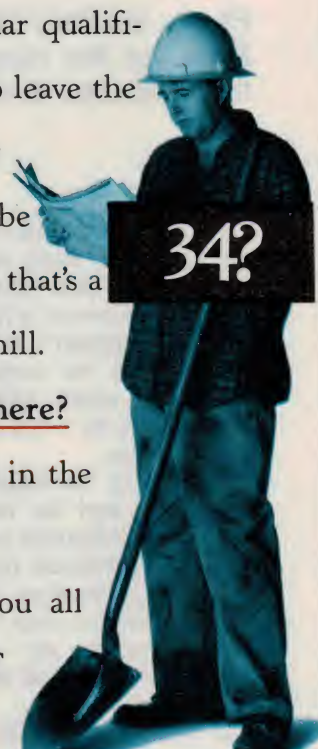 ar qualifi-
o leave the
be
34?
that's a
hill.
here?
in the
ou all